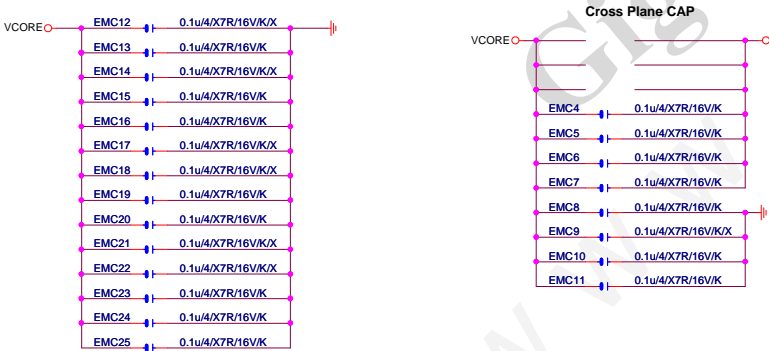 VCORE
EMC12 0.1u/4/X7R/16V/K/X
EMC13 0.1u/4/X7R/16V/K
EMC14 0.1u/4/X7R/16V/K/X
EMC15 0.1u/4/X7R/16V/K
EMC16 0.1u/4/X7R/16V/K
EMC17 0.1u/4/X7R/16V/K/X
EMC18 0.1u/4/X7R/16V/K/X
EMC19 0.1u/4/X7R/16V/K
EMC20 0.1u/4/X7R/16V/K
EMC21 0.1u/4/X7R/16V/K/X
EMC22 0.1u/4/X7R/16V/K/X
EMC23 0.1u/4/X7R/16V/K
EMC24 0.1u/4/X7R/16V/K
EMC25 0.1u/4/X7R/16V/K
Cross Plane CAP
VCORE
EMC4 0.1u/4/X7R/16V/K
EMC5 0.1u/4/X7R/16V/K
EMC6 0.1u/4/X7R/16V/K
EMC7 0.1u/4/X7R/16V/K
EMC8 0.1u/4/X7R/16V/K
EMC9 0.1u/4/X7R/16V/K/X
EMC10 0.1u/4/X7R/16V/K
EMC11 0.1u/4/X7R/16V/K
Gig
w w